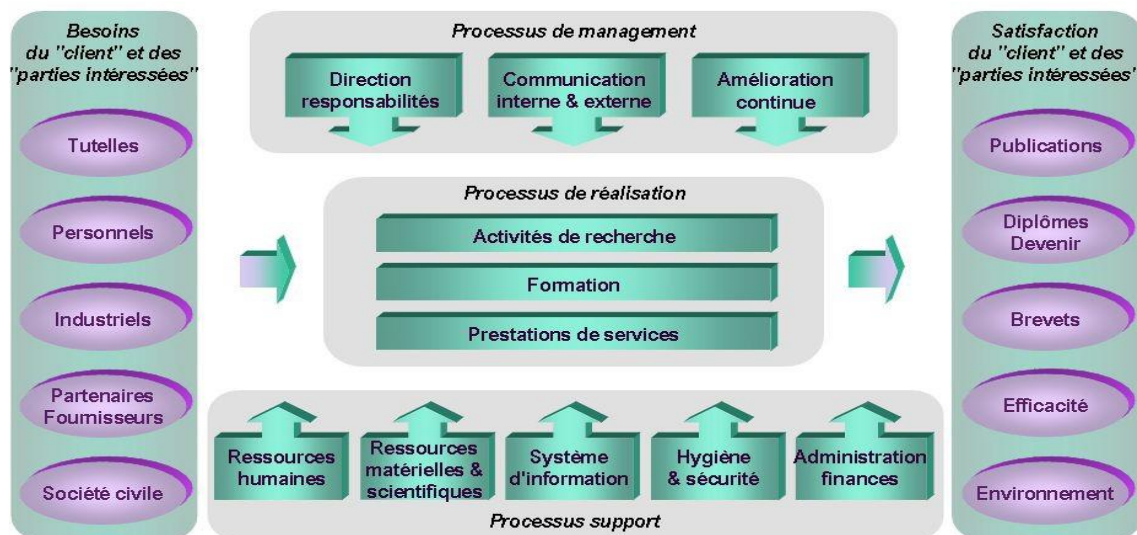 Besoins
du "client" et des
"parties intéressées"
Tutelles
Personnels
Industriels
Partenaires
Fournisseurs
Société civile
Processus de management
Direction
responsabilités
Communication
interne & externe
Amélioration
continue
Processus de réalisation
Activités de recherche
Formation
Prestations de services
Ressources
humaines
Ressources
matérielles &
scientifiques
Système
d'information
Hygiène
& sécurité
Administration
finances
Processus support
Satisfaction
du "client" et des
"parties intéressées"
Publications
Diplômes
Devenir
Brevets
Efficacité
Environnement